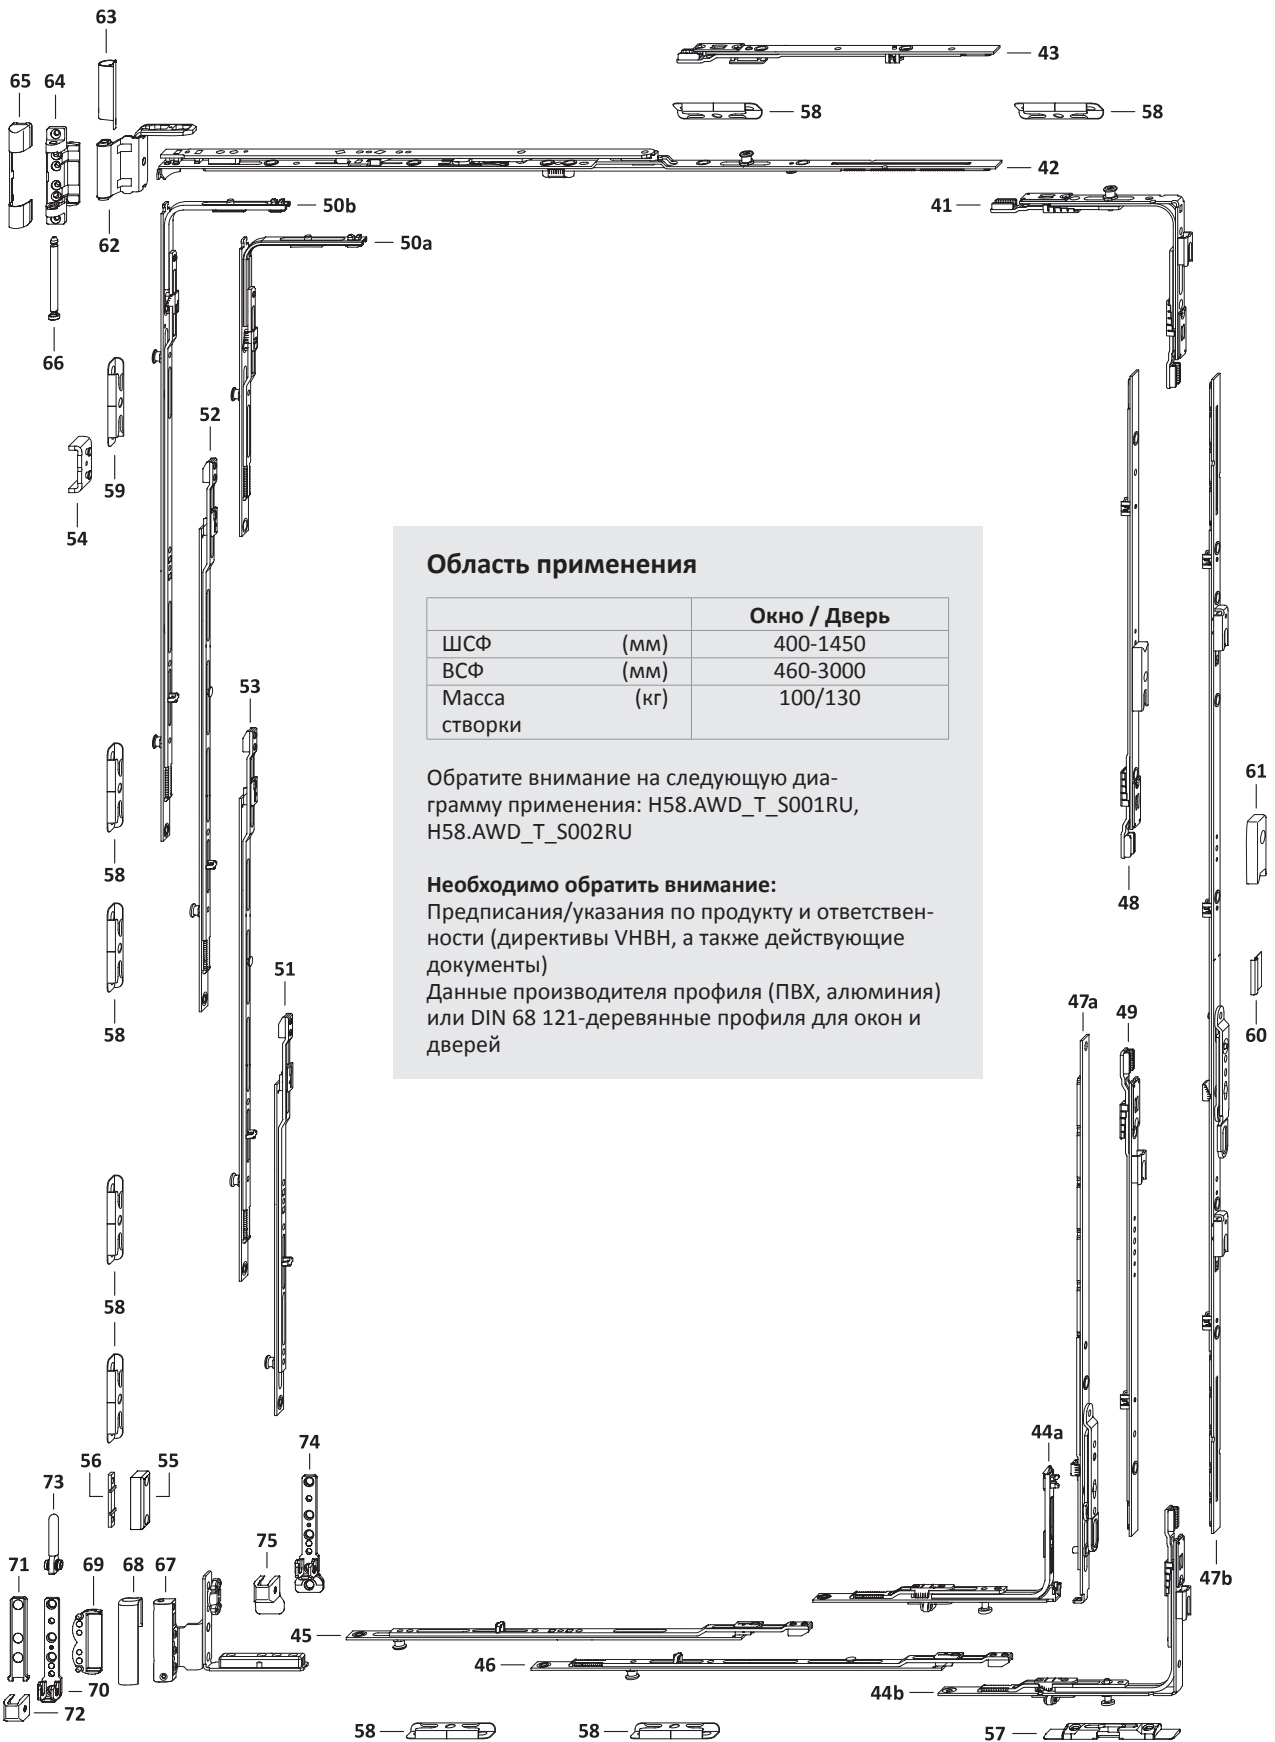 63
43
65 64
58
58
42
50b
41
62
50a
66
52
59
54
Область применения
Окно / Дверь
ШСФ (мм) 400-1450
ВСФ (мм) 460-3000
Масса (кг) 100/130
створки
53
Обратите внимание на следующую диа-
грамму применения: H58.AWD_T_S001RU,
H58.AWD_T_S002RU
61
58
Необходимо обратить внимание:
48
Предписания/указания по продукту и ответствен-
ности (директивы VHBH, а также действующие
документы)
Данные производителя профиля (ПВХ, алюминия)
или DIN 68 121-деревянные профиля для окон и
дверей
51
47a 49
58
60
58
74
44a
56 55
73
75
71 69 68 67
47b
45
46
70
44b
72
58
58
57